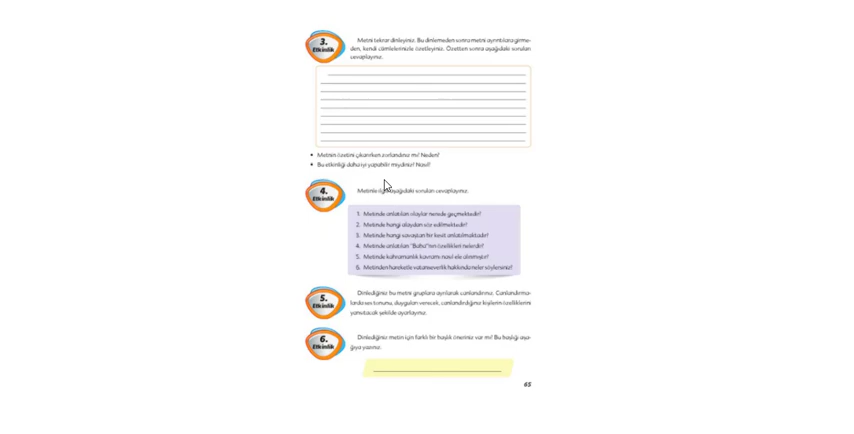 3.
Etkinlik
Metni tekrar dinleyiniz. Bu dinlemeden sonra metni ayrıntılara girme-
den, kendi cümlelerinizle özetleyiniz. Özetten sonra aşağıdaki soruları
cevaplayınız.
• Metnin özetini çıkarırken zorlandınız mı? Neden?
• Bu etkinliği daha iyi yapabilir miydiniz? Nasıl?
4.
Etkinlik
Metinle ilgili aşağıdaki soruları cevaplayınız.
1. Metinde anlatılan olaylar nerede geçmektedir?
2. Metinde hangi olaydan söz edilmektedir?
3. Metinde hangi savaştan bir kesit anlatılmaktadır?
4. Metinde anlatılan "Baba"nın özellikleri nelerdir?
5. Metinde kahramanlık kavramı nasıl ele alınmıştır?
6. Metinden hareketle vatanseverlik hakkında neler söylersiniz?
5.
Etkinlik
Dinlediğiniz bu metni gruplara ayrılarak canlandırınız. Canlandırma-
larda ses tonunu, duyguları verecek, canlandırdığınız kişilerin özelliklerini
yansıtacak şekilde ayarlayınız.
6.
Etkinlik
Dinlediğiniz metin için farklı bir başlık öneriniz var mı? Bu başlığı aşa-
ğıya yazınız.
65